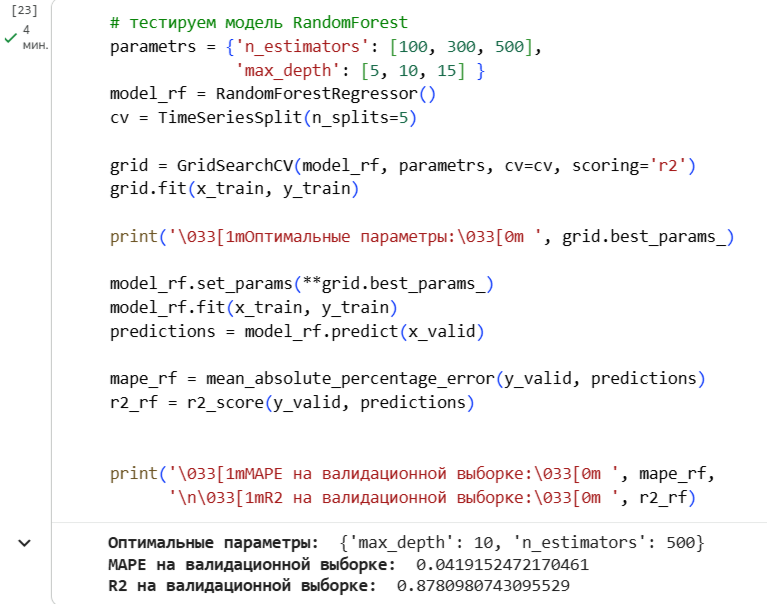 [23]
4
мин.
# тестируем модель RandomForest
parametrs = {'n_estimators': [100, 300, 500],
'max_depth': [5, 10, 15] }
model_rf = RandomForestRegressor()
cv = TimeSeriesSplit(n_splits=5)
grid = GridSearchCV(model_rf, parametrs, cv=cv, scoring='r2')
grid.fit(x_train, y_train)
print('\033[1mОптимальные параметры:\033[0m ', grid.best_params_)
model_rf.set_params(**grid.best_params_)
model_rf.fit(x_train, y_train)
predictions = model_rf.predict(x_valid)
mape_rf = mean_absolute_percentage_error(y_valid, predictions)
r2_rf = r2_score(y_valid, predictions)
print('\033[1mMAPE на валидационной выборке:\033[0m ', mape_rf,
'\n\033[1mR2 на валидационной выборке:\033[0m ', r2_rf)
Оптимальные параметры:  {'max_depth': 10, 'n_estimators': 500}
MAPE на валидационной выборке:  0.0419152472170461
R2 на валидационной выборке:  0.8780980743095529